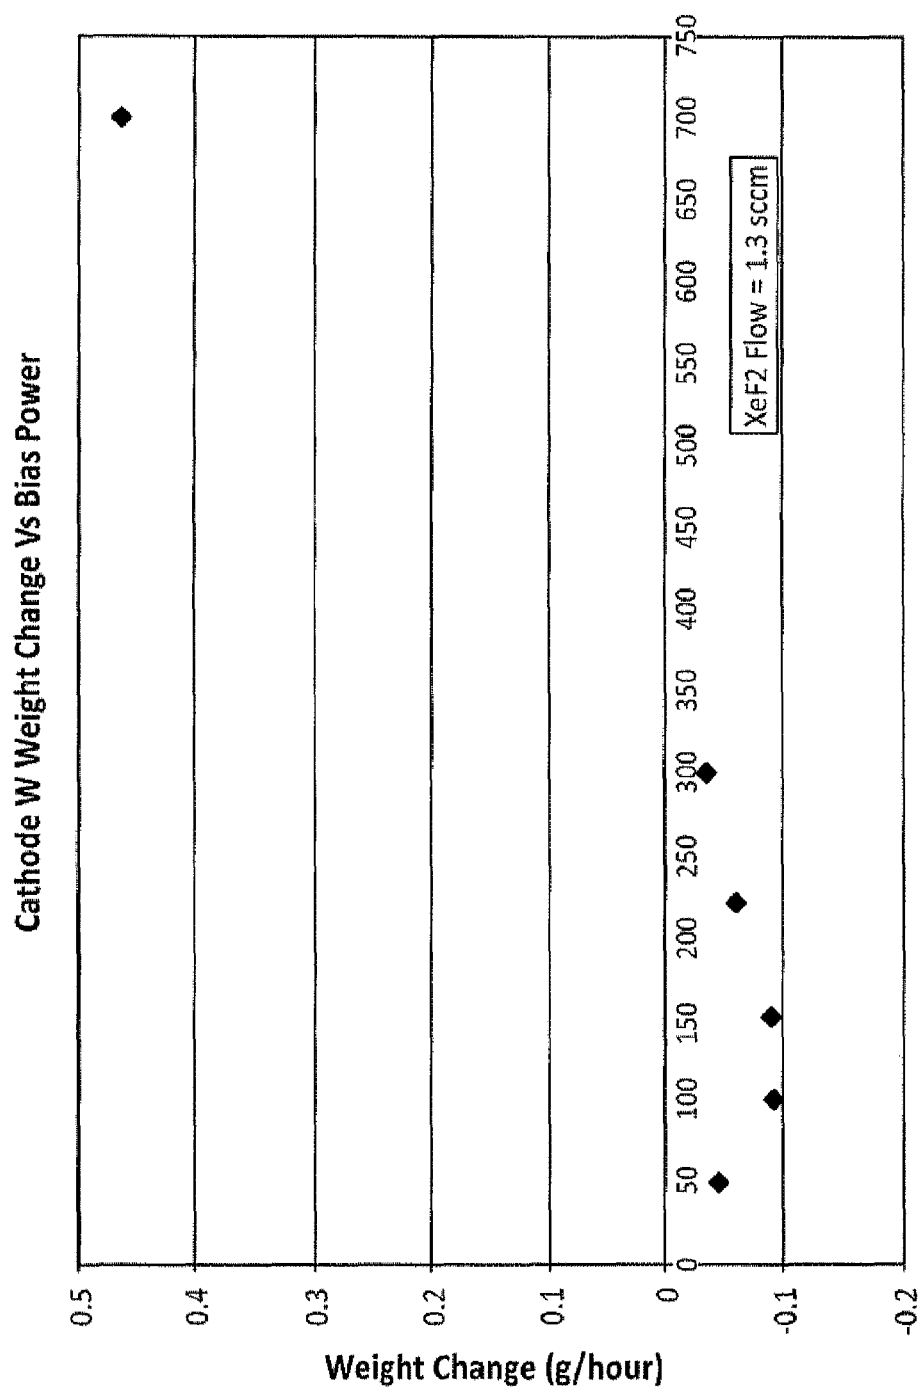 Cathode W Weight Change Vs Bias Power
Weight Change (g/hour)
0.5
0.4
0.3
0.2
0.1
0
-0.1
-0.2
0 50 100 150 200 250 300 350 400 450 500 550 600 650 700 750
XeF2 Flow = 1.3 sccm